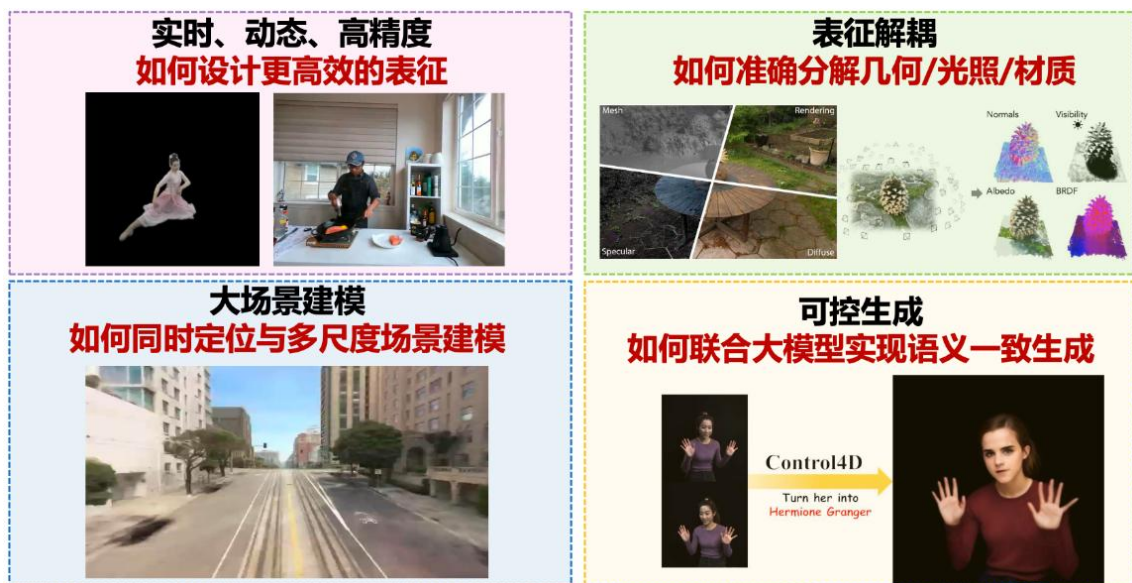 实时、动态、高精度
如何设计更高效的表征
表征解耦
如何准确分解几何/光照/材质
Mesh
Rendering
Specular
Diffuse
Normals
Visibility
Albedo
BRDF
大场景建模
如何同时定位与多尺度场景建模
可控生成
如何联合大模型实现语义一致生成
Control4D
Turn her into
Hermione Granger